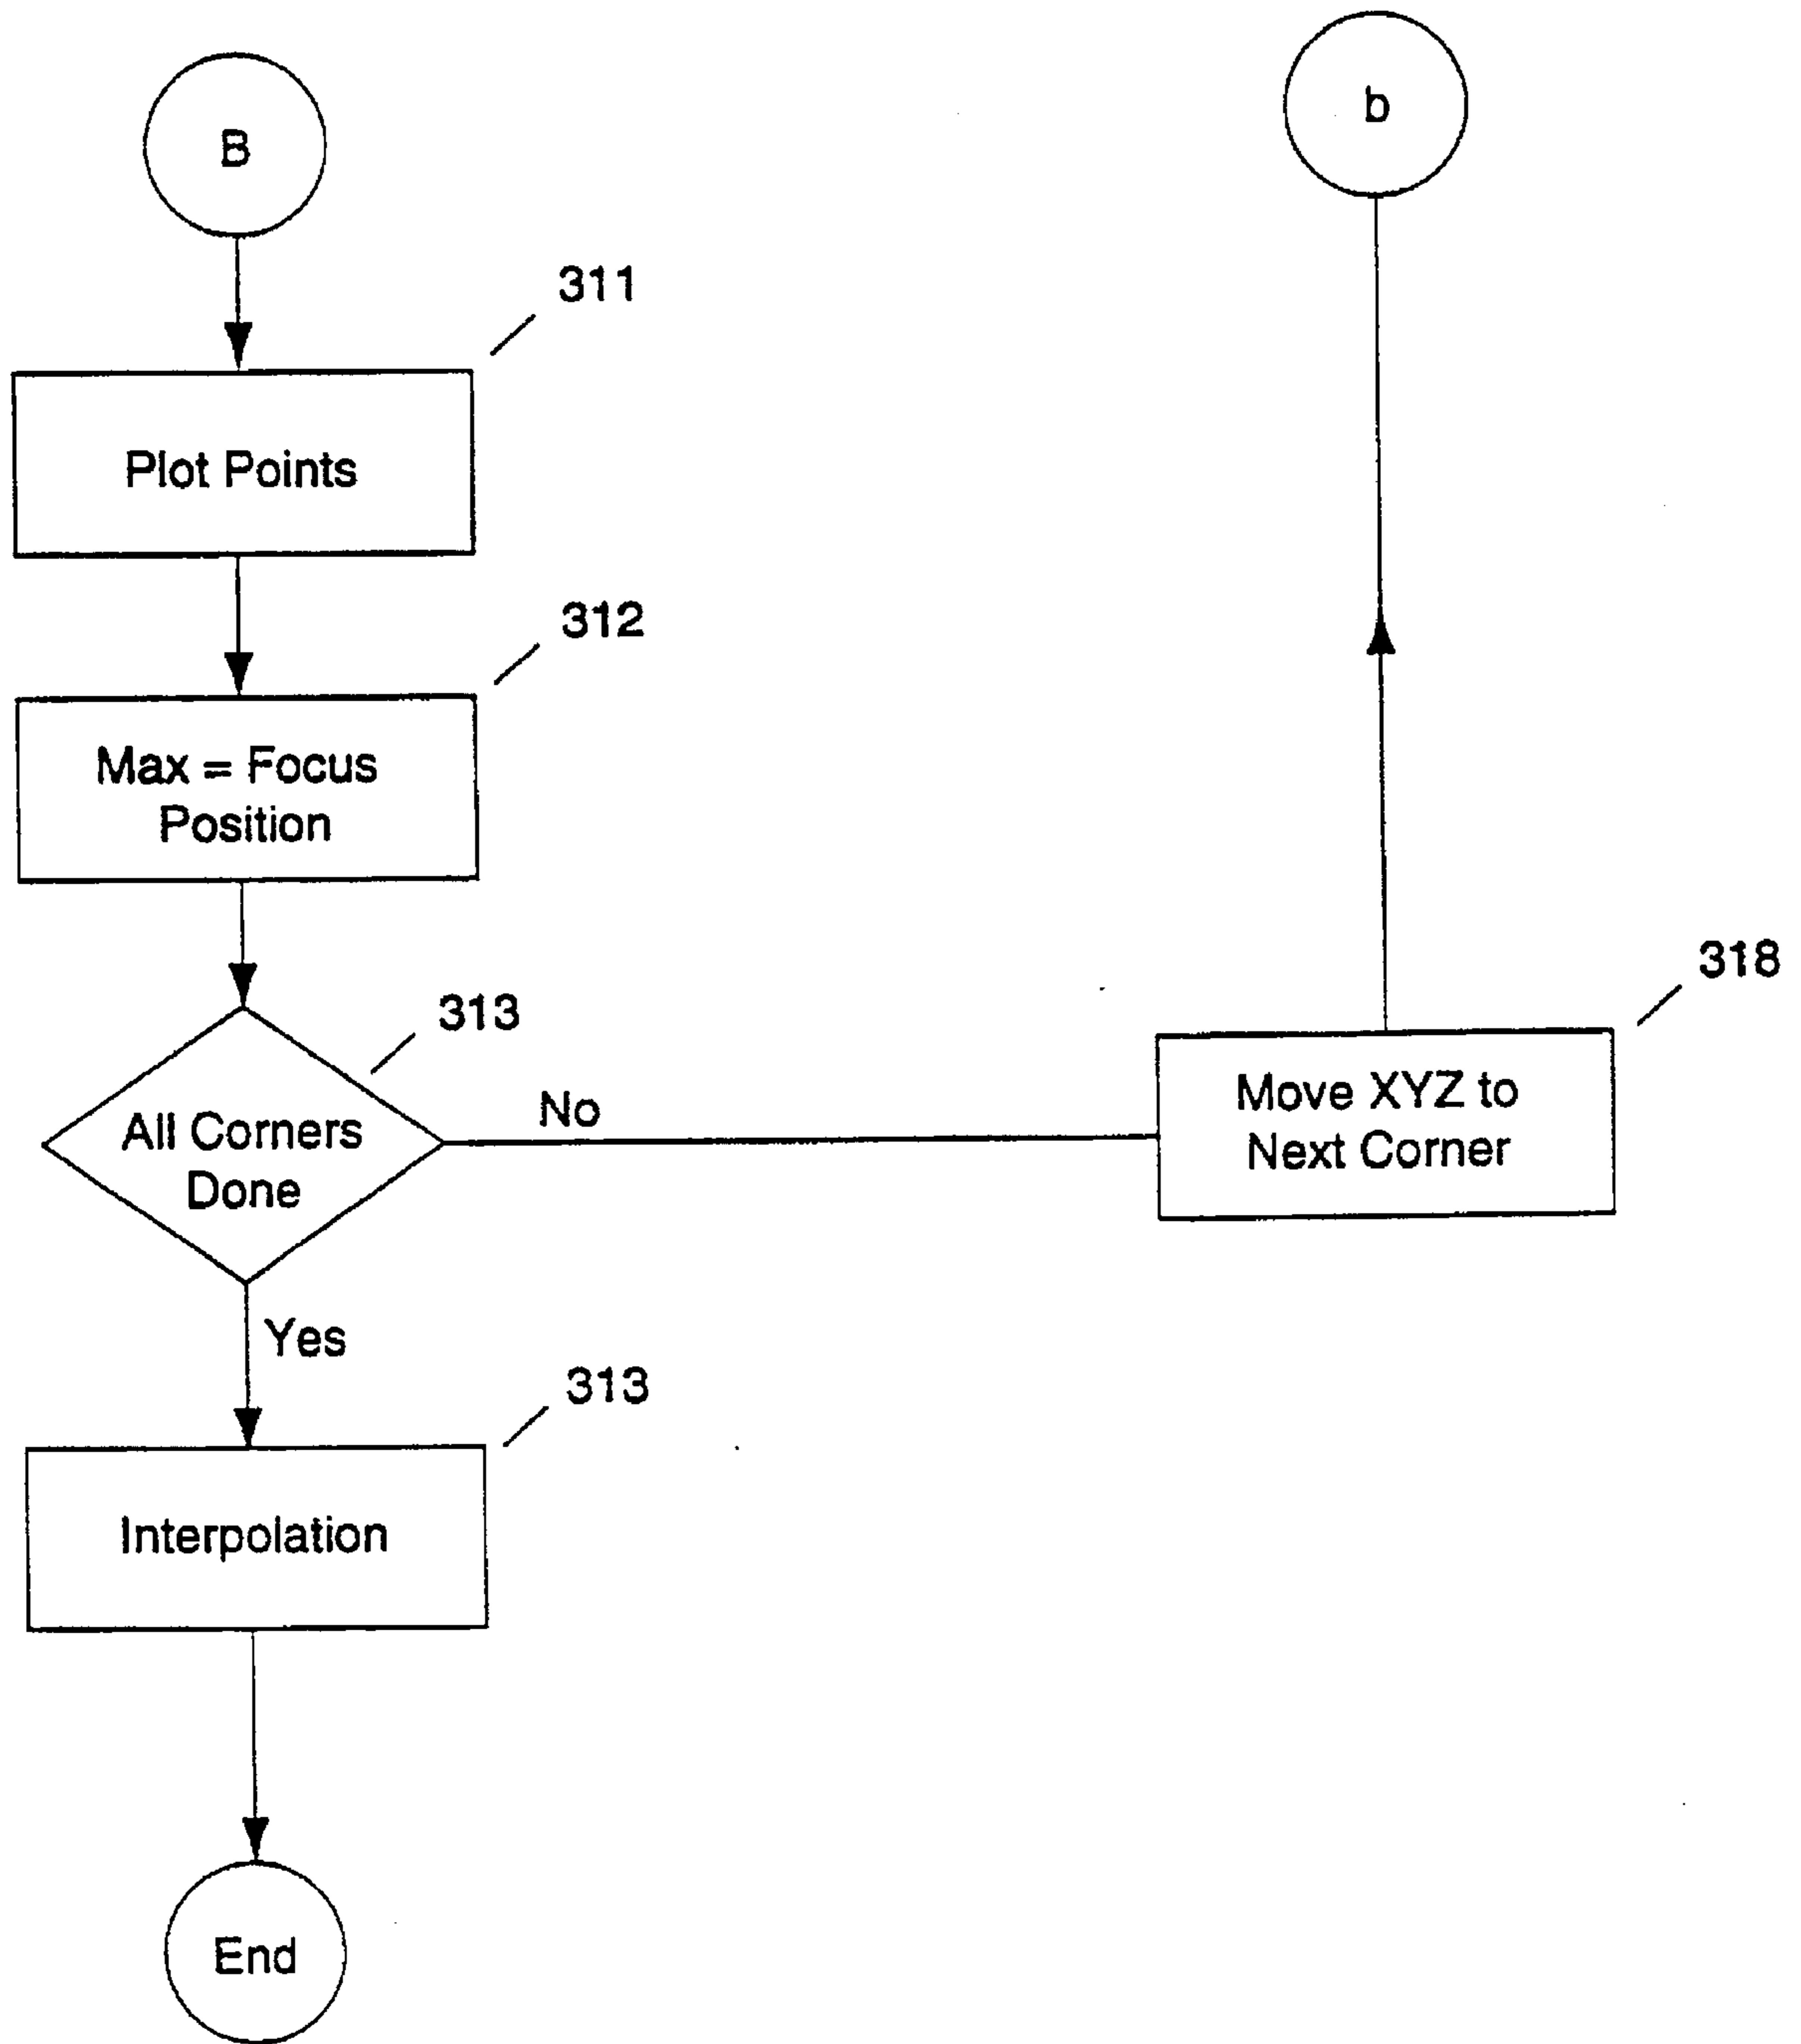 B
b
311
Plot Points
312
Max = Focus
Position
318
313
All Corners
Done
No
Move XYZ to
Next Corner
Yes
313
Interpolation
End